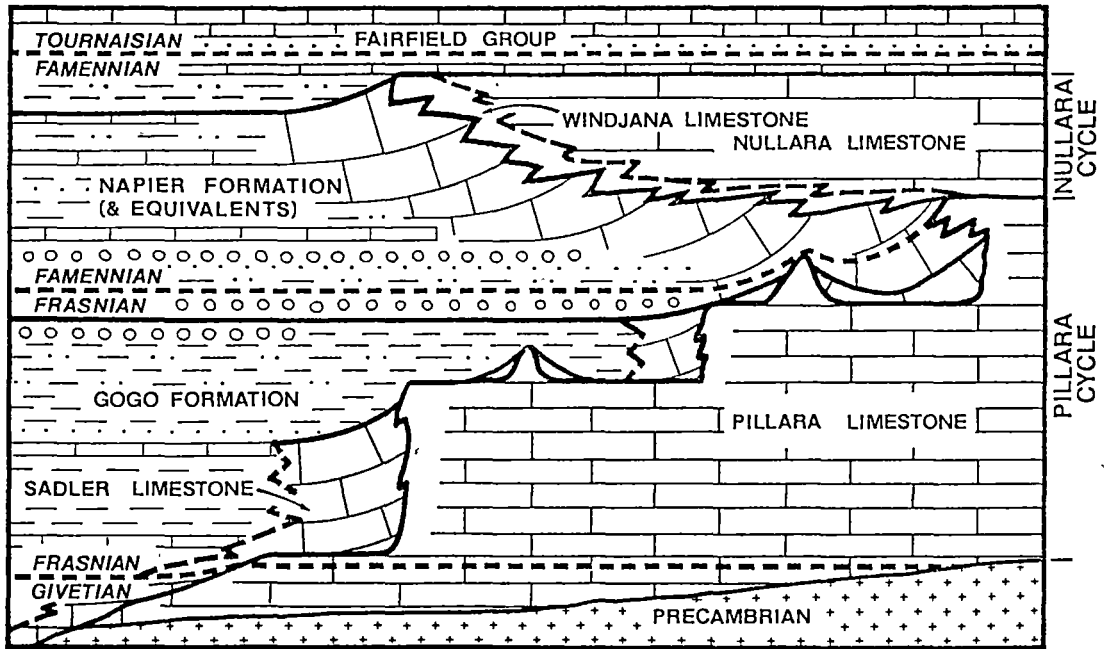 TOURNAISIAN
FAIRFIELD GROUP
FAMENNIAN
WINDJANA LIMESTONE
NULLARA LIMESTONE
NULLARA
CYCLE
NAPIER FORMATION
(& EQUIVALENTS)
FAMENNIAN
FRASNIAN
GOGO FORMATION
PILLARA LIMESTONE
PILLARA
CYCLE
SADLER LIMESTONE
FRASNIAN
GIVETIAN
PRECAMBRIAN